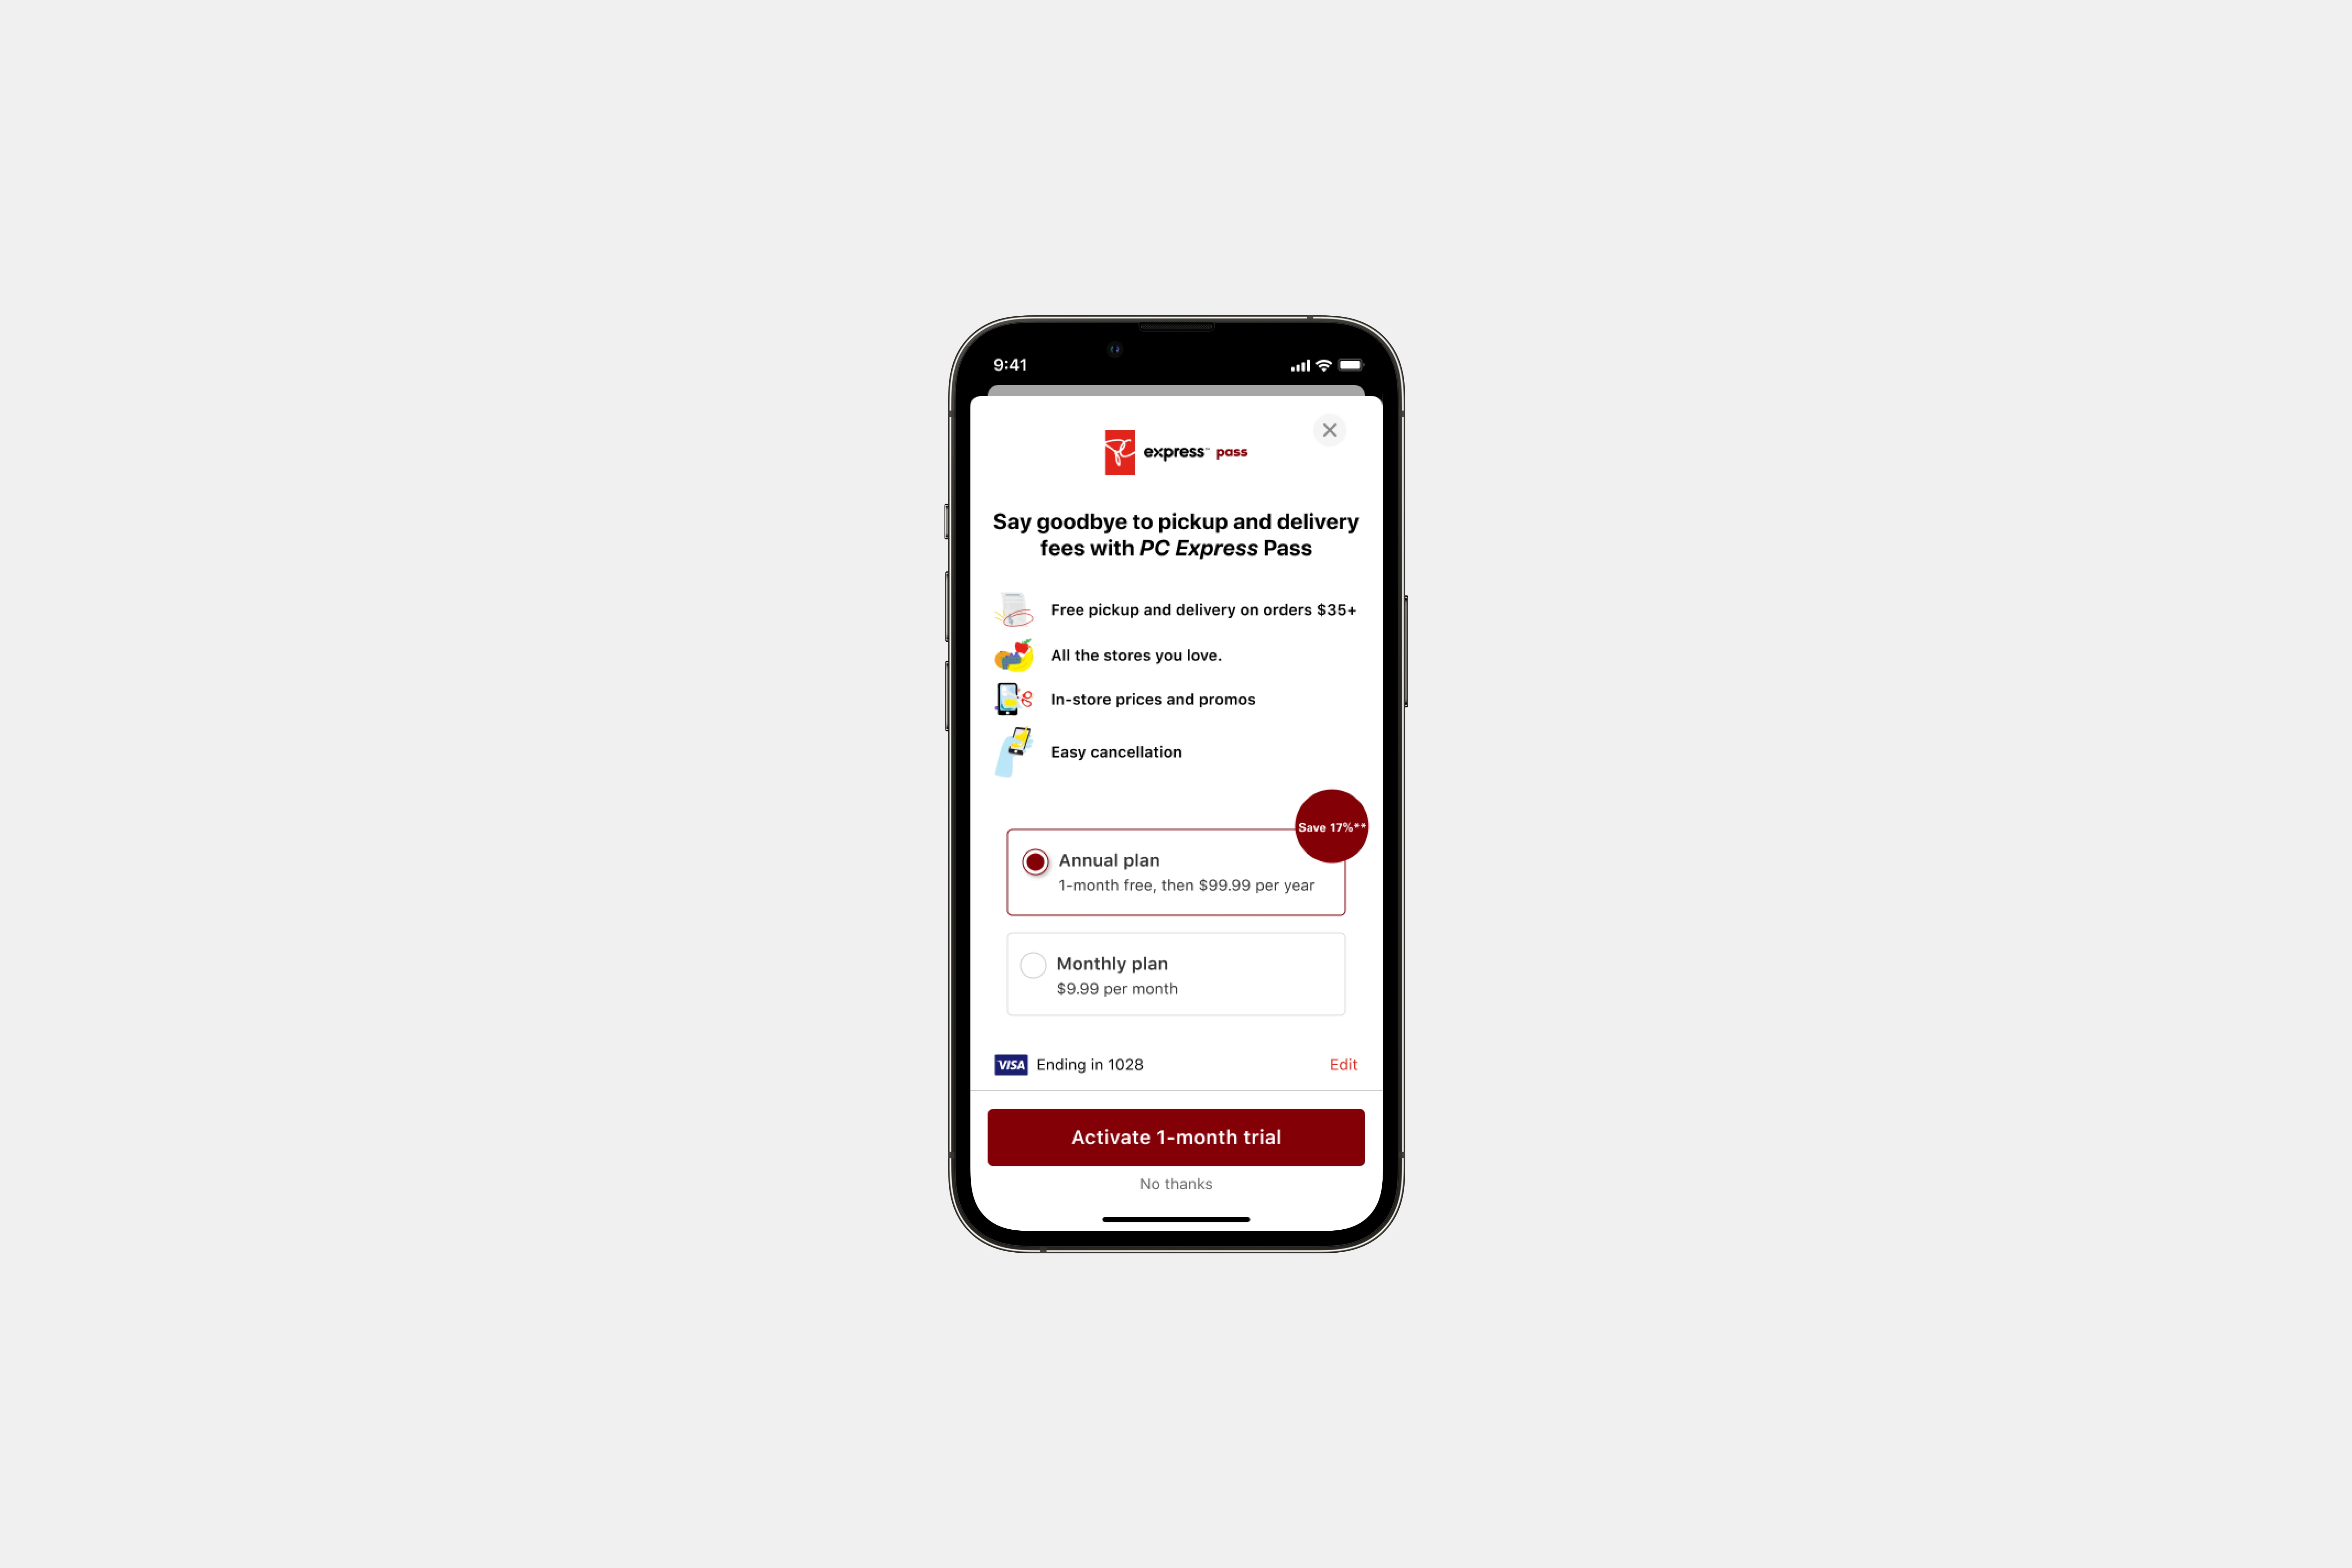 9:41
express™ pass
Say goodbye to pickup and delivery
fees with PC Express Pass
Free pickup and delivery on orders $35+
All the stores you love.
In-store prices and promos
Easy cancellation
Save 17%**
Annual plan
1-month free, then $99.99 per year
Monthly plan
$9.99 per month
VISA Ending in 1028 Edit
Activate 1-month trial
No thanks